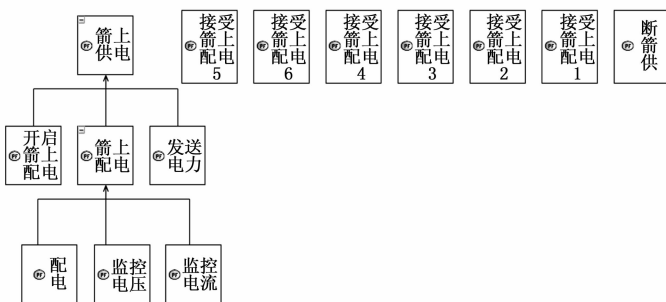 箭上
供电
接受
箭上
配电
5
接受
箭上
配电
6
接受
箭上
配电
4
接受
箭上
配电
3
接受
箭上
配电
2
接受
箭上
配电
1
断
箭
供
开启
箭上
配电
箭上
配电
发送
电力
配
电
监控
电压
监控
电流